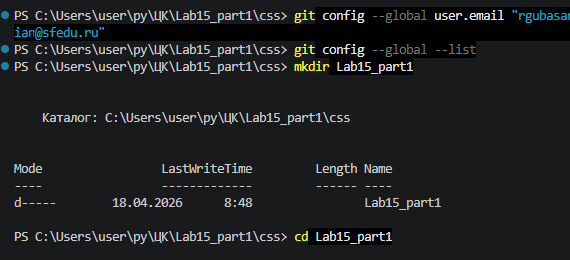 PS C:\Users\user\py\ЦК\Lab15_part1\css> git config --global user.email "rgubasar
ian@sfedu.ru"
PS C:\Users\user\py\ЦК\Lab15_part1\css> git config --global --list
PS C:\Users\user\py\ЦК\Lab15_part1\css> mkdir Lab15_part1
Каталог: C:\Users\user\py\ЦК\Lab15_part1\css
Mode LastWriteTime Length Name
---- ------------- ------ ----
d----- 18.04.2026 8:48 Lab15_part1
PS C:\Users\user\py\ЦК\Lab15_part1\css> cd Lab15_part1